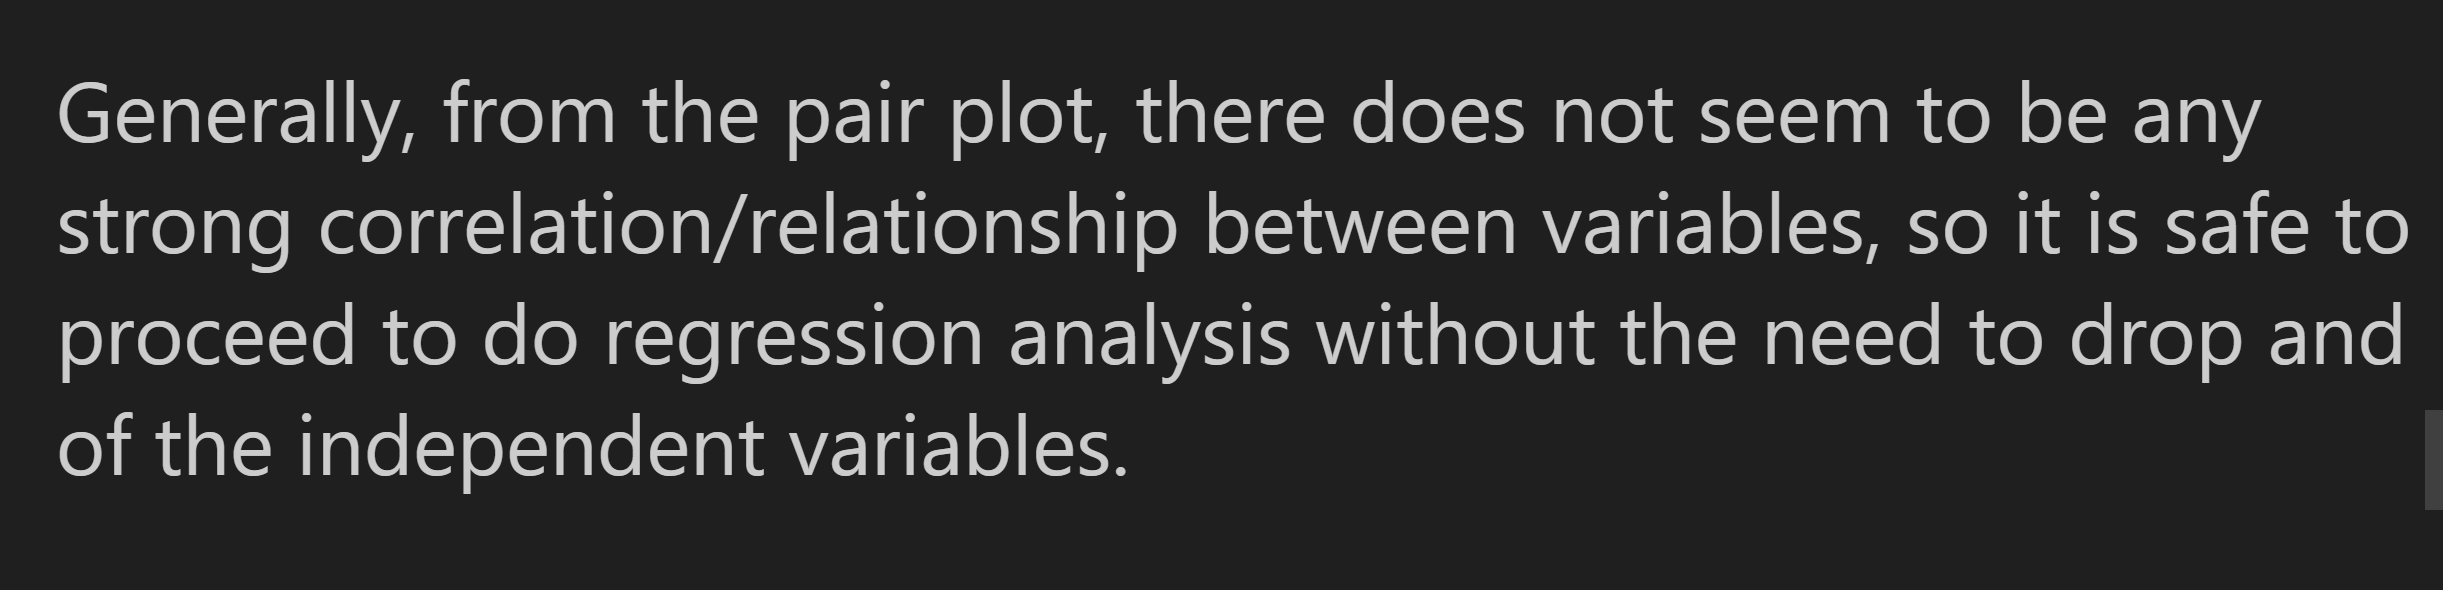 Generally, from the pair plot, there does not seem to be any
strong correlation/relationship between variables, so it is safe to
proceed to do regression analysis without the need to drop and
of the independent variables.